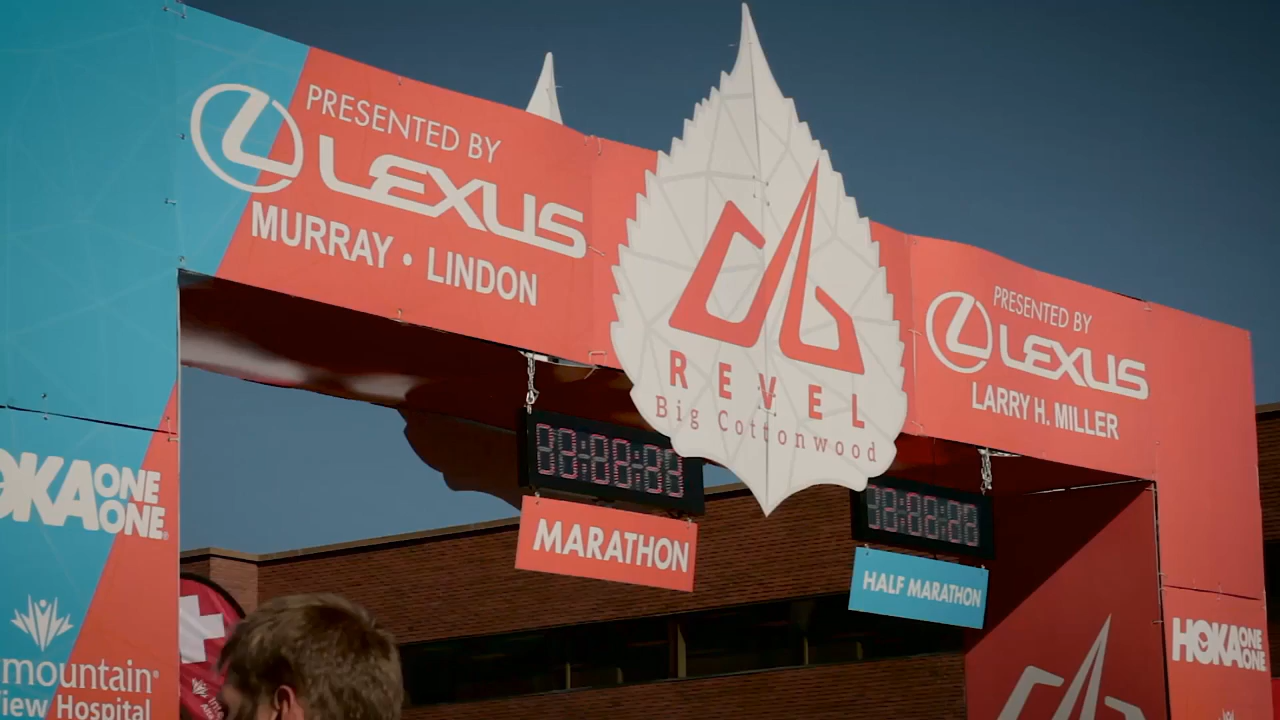 PRESENTED BY
LEXUS
MURRAY • LINDON
REVEL
Big Cottonwood
PRESENTED BY
LEXUS
LARRY H. MILLER
MARATHON
HALF MARATHON
HOKA ONE ONE
mountain
View Hospital
HOKA ONE ONE